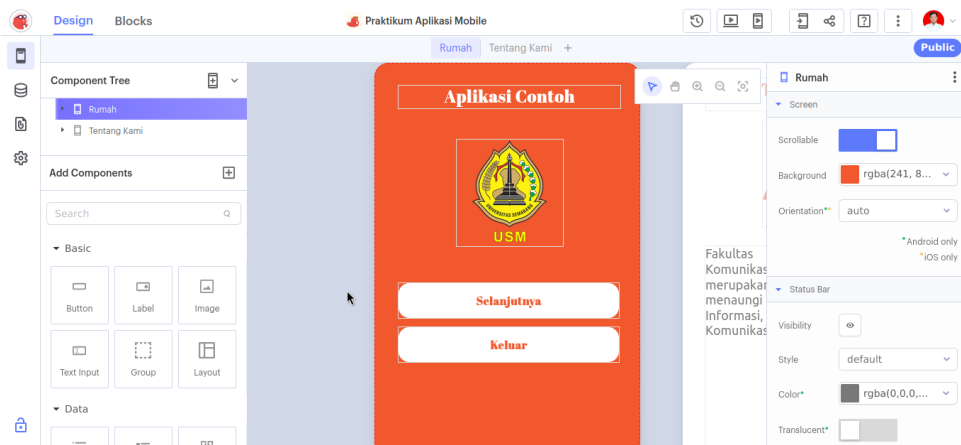 Design
Blocks
Praktikum Aplikasi Mobile
Rumah
Tentang Kami
+
Public
Component Tree
Rumah
Tentang Kami
Add Components
Search
Basic
Button
Label
Image
Text Input
Group
Layout
Data
Aplikasi Contoh
UNIVERSITAS SEMARANG
USM
Selanjutnya
Keluar
Fakultas
Komunikas
merupakar
menaungi
Informasi,
Komunikas
Rumah
Screen
Scrollable
Background
rgba(241, 8...
Orientation**
auto
*Android only
*iOS only
Status Bar
Visibility
Style
default
Color*
rgba(0,0,0,...
Translucent*